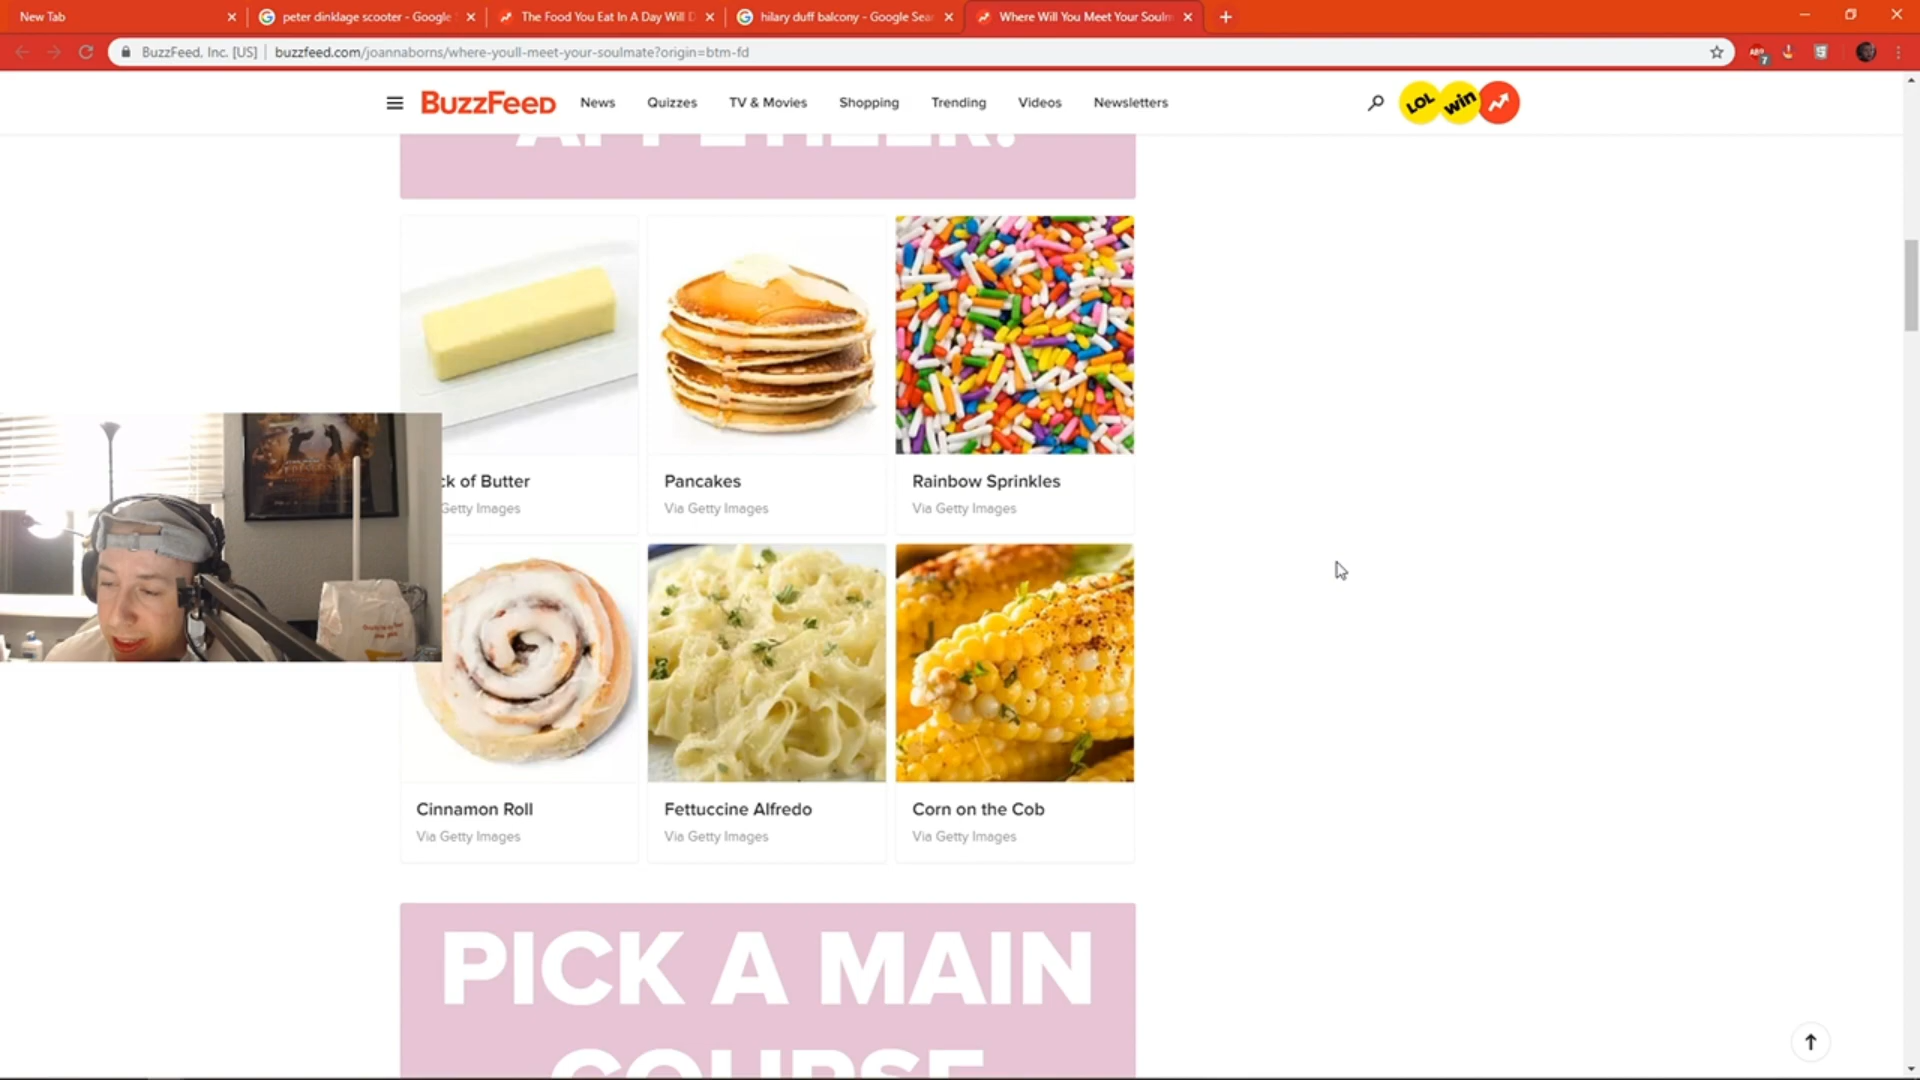 New Tab
peter dinklage scooter - Google
The Food You Eat In A Day Will D
hilary duff balcony - Google Sea
Where Will You Meet Your Soulm
BuzzFeed, Inc. [US]
buzzfeed.com/joannaborns/where-youll-meet-your-soulmate?origin=btm-fd
BuzzFeed
News
Quizzes
TV & Movies
Shopping
Trending
Videos
Newsletters
LOL
win
ck of Butter
Getty Images
Pancakes
Via Getty Images
Rainbow Sprinkles
Via Getty Images
Cinnamon Roll
Via Getty Images
Fettuccine Alfredo
Via Getty Images
Corn on the Cob
Via Getty Images
PICK A MAIN
COURSE